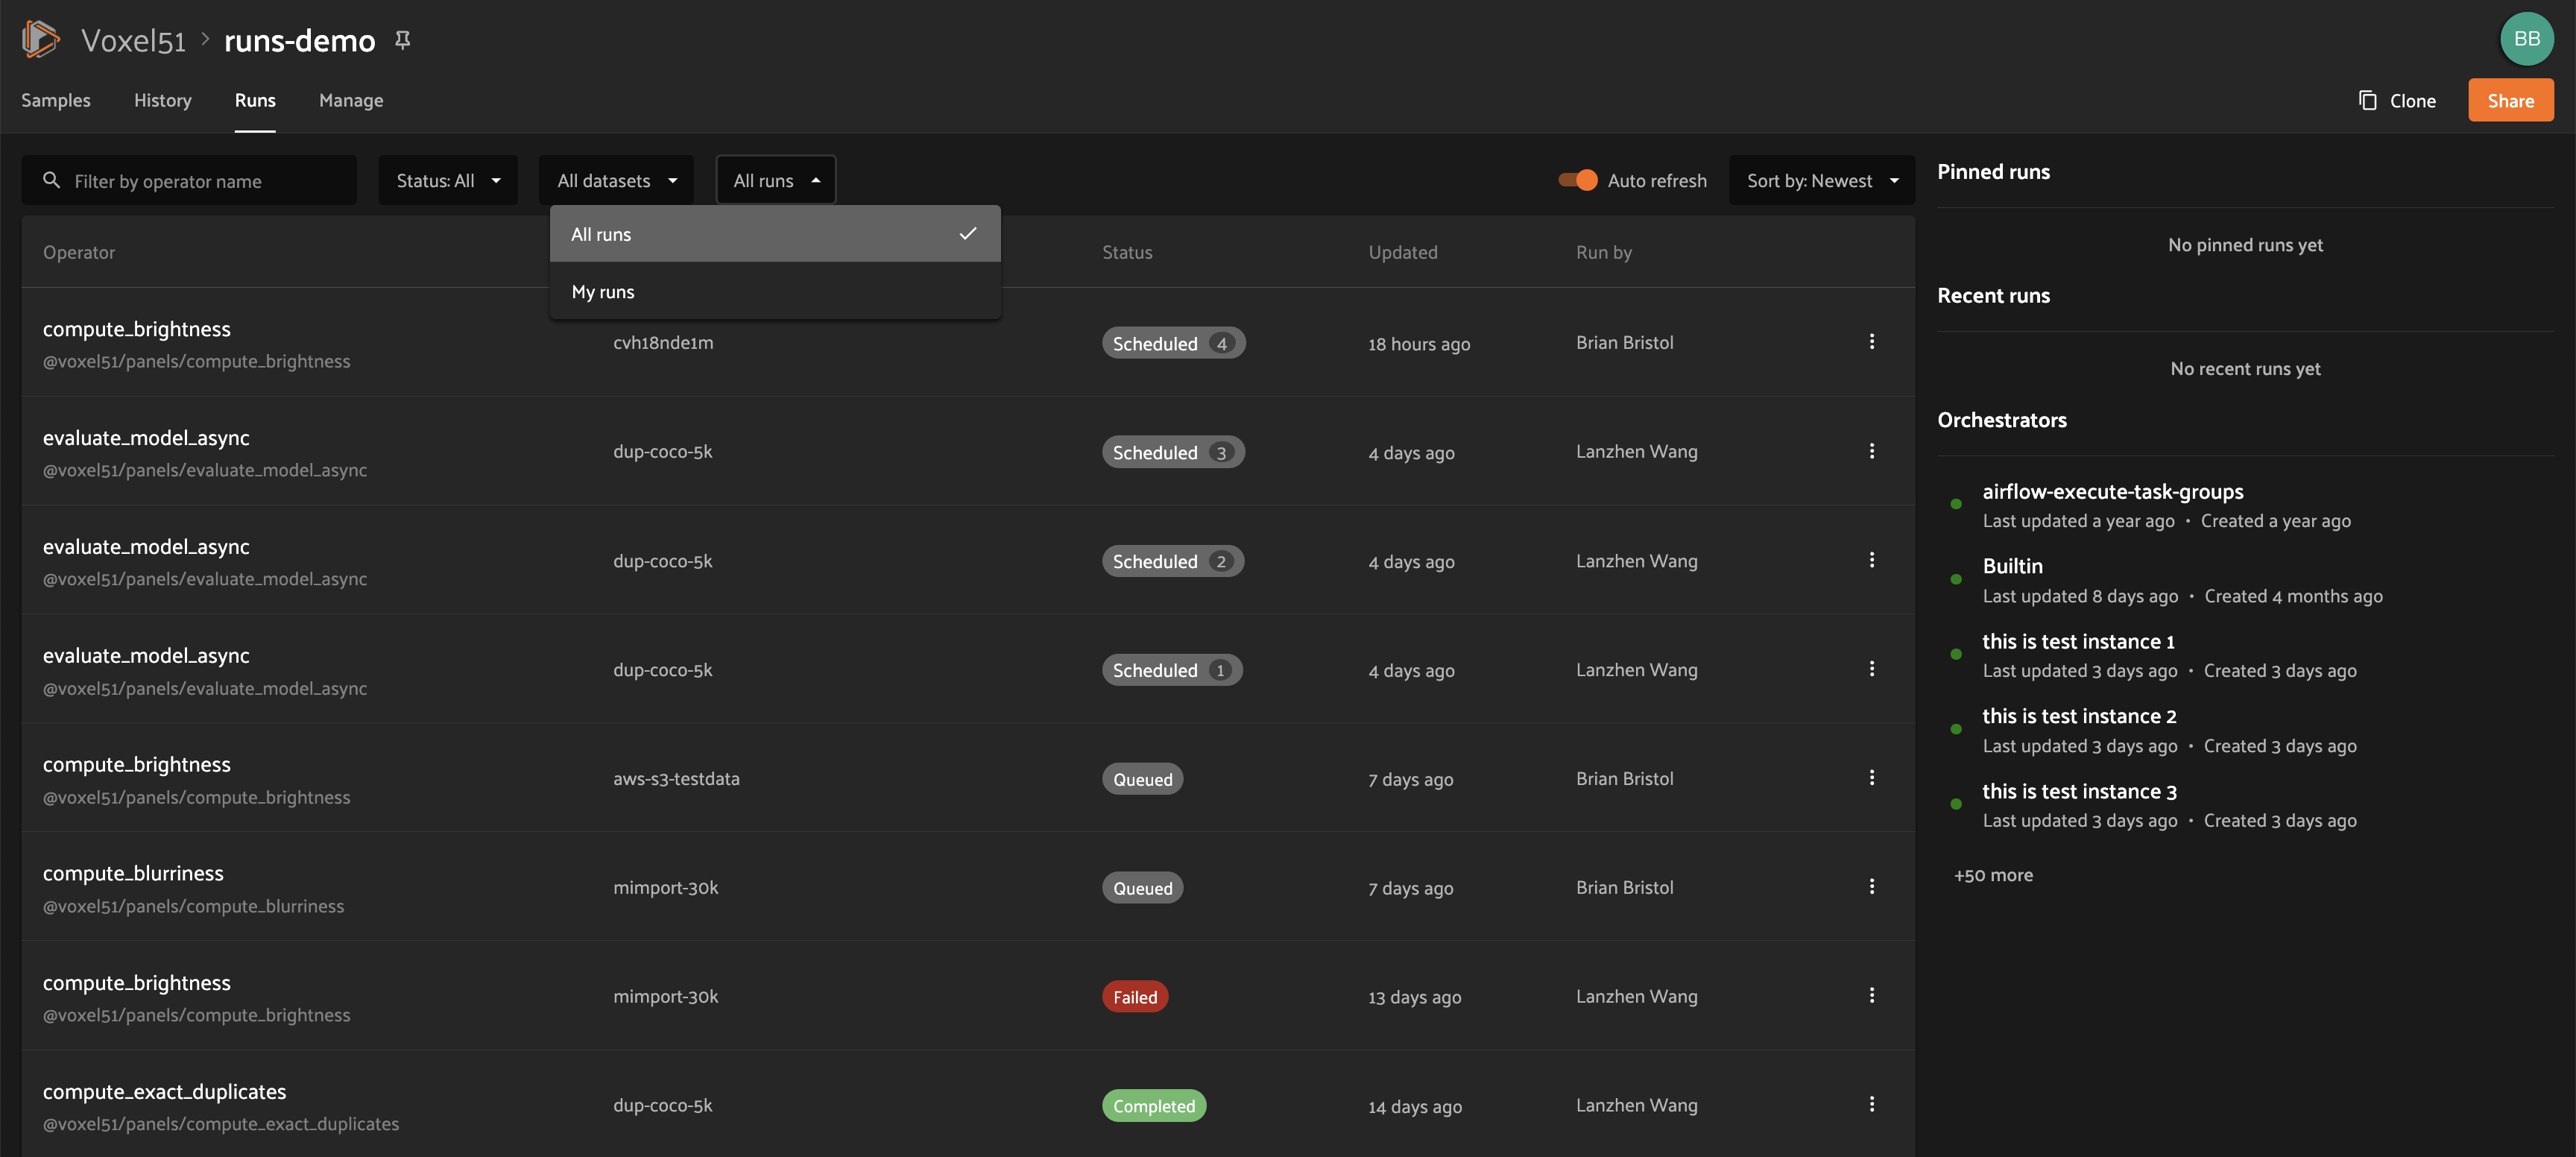 Voxel51 > runs-demo
BB
Samples History Runs Manage
Clone Share
Filter by operator name Status: All All datasets All runs Auto refresh Sort by: Newest
All runs
My runs
Operator Status Updated Run by
compute_brightness
@voxel51/panels/compute_brightness
cvh18nde1m Scheduled 4 18 hours ago Brian Bristol
evaluate_model_async
@voxel51/panels/evaluate_model_async
dup-coco-5k Scheduled 3 4 days ago Lanzhen Wang
evaluate_model_async
@voxel51/panels/evaluate_model_async
dup-coco-5k Scheduled 2 4 days ago Lanzhen Wang
evaluate_model_async
@voxel51/panels/evaluate_model_async
dup-coco-5k Scheduled 1 4 days ago Lanzhen Wang
compute_brightness
@voxel51/panels/compute_brightness
aws-s3-testdata Queued 7 days ago Brian Bristol
compute_blurriness
@voxel51/panels/compute_blurriness
mimport-30k Queued 7 days ago Brian Bristol
compute_brightness
@voxel51/panels/compute_brightness
mimport-30k Failed 13 days ago Lanzhen Wang
compute_exact_duplicates
@voxel51/panels/compute_exact_duplicates
dup-coco-5k Completed 14 days ago Lanzhen Wang
Pinned runs
No pinned runs yet
Recent runs
No recent runs yet
Orchestrators
airflow-execute-task-groups
Last updated a year ago • Created a year ago
Builtin
Last updated 8 days ago • Created 4 months ago
this is test instance 1
Last updated 3 days ago • Created 3 days ago
this is test instance 2
Last updated 3 days ago • Created 3 days ago
this is test instance 3
Last updated 3 days ago • Created 3 days ago
+50 more